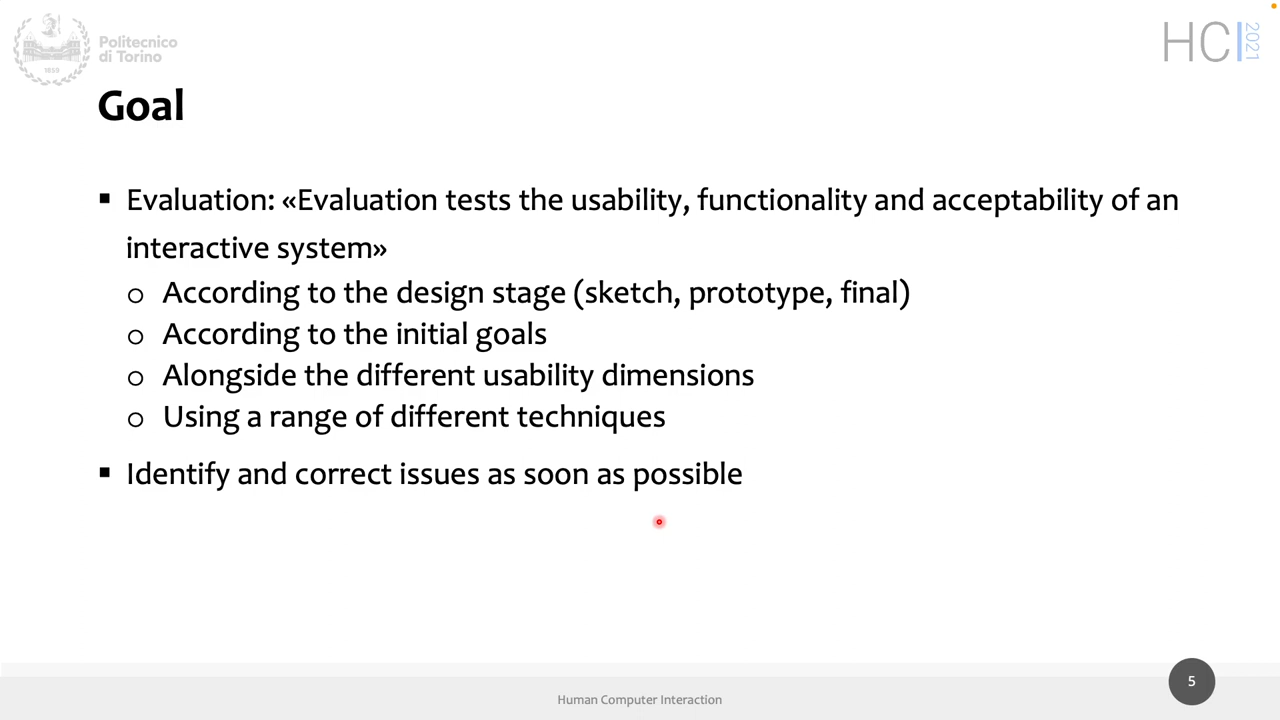 Politecnico
di Torino
1859
HCI
2021
Goal
▪ Evaluation: «Evaluation tests the usability, functionality and acceptability of an
interactive system»
o According to the design stage (sketch, prototype, final)
o According to the initial goals
o Alongside the different usability dimensions
o Using a range of different techniques
▪ Identify and correct issues as soon as possible
5
Human Computer Interaction